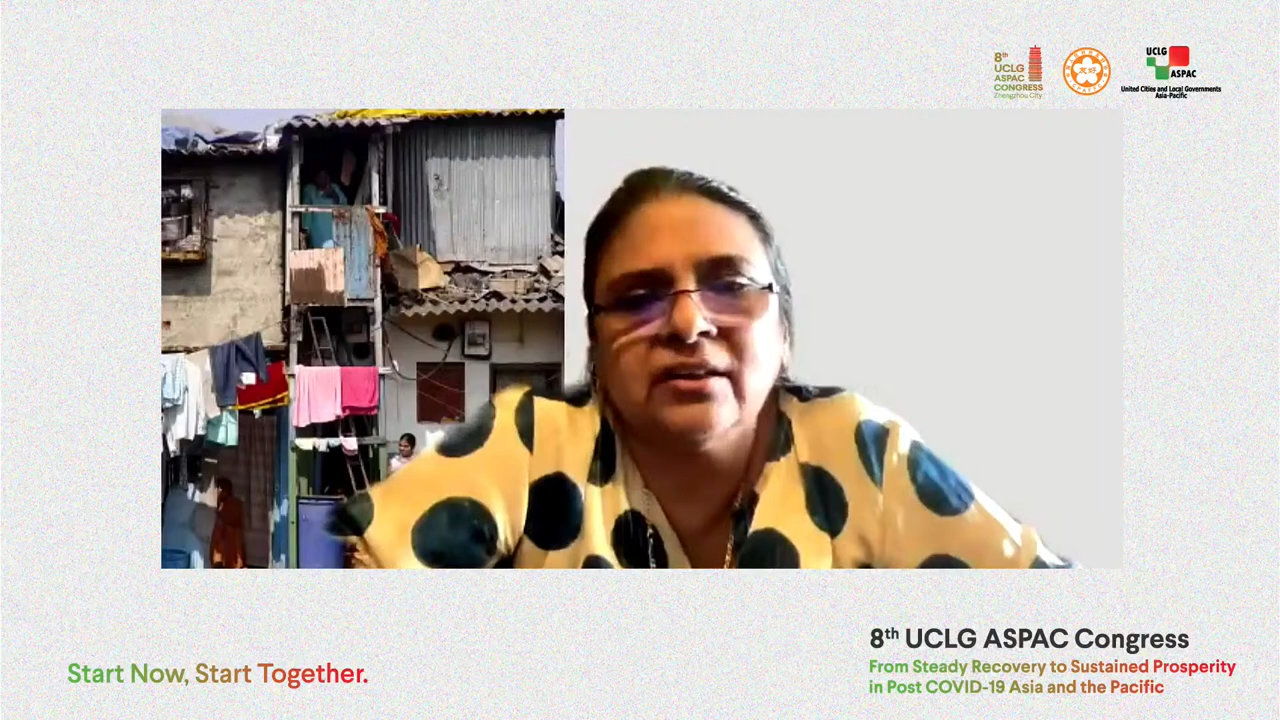 8th
UCLG
ASPAC
CONGRESS
Zhengzhou City
UCLG
ASPAC
United Cities and Local Governments
Asia-Pacific
Start Now, Start Together.
8th UCLG ASPAC Congress
From Steady Recovery to Sustained Prosperity
in Post COVID-19 Asia and the Pacific